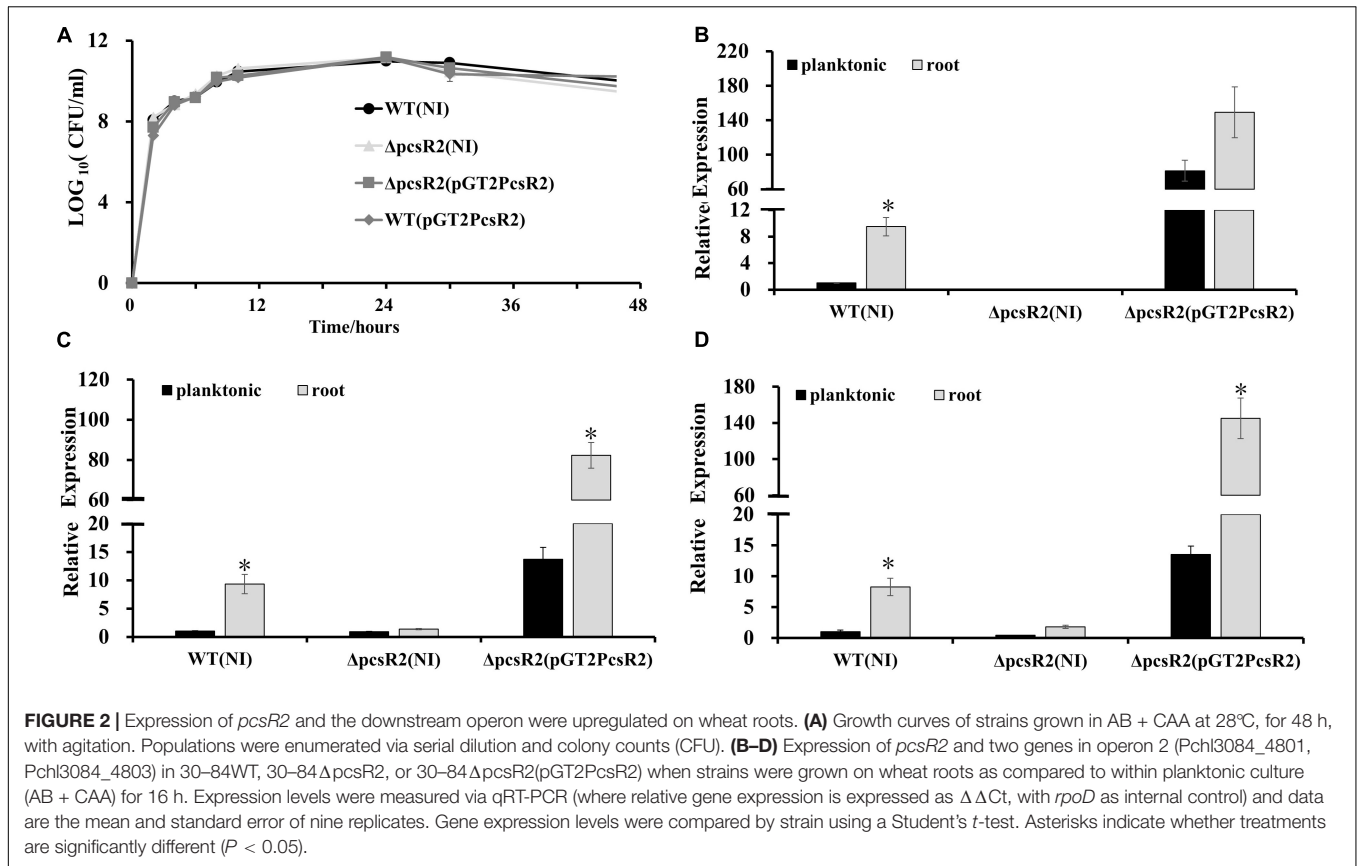 A
12
8
4
0
LOG10( CFU/ml)
WT(NI)
ΔpcsR2(NI)
ΔpcsR2(pGT2PcsR2)
WT(pGT2PcsR2)
0 12 24 36 48
Time/hours
B
planktonic root
220
180
140
100
60
12
8
4
0
Relative Expression
*
WT(NI) ΔpcsR2(NI) ΔpcsR2(pGT2PcsR2)
C
planktonic root
120
100
80
60
20
15
10
5
0
Relative Expression
*
*
WT(NI) ΔpcsR2(NI) ΔpcsR2(pGT2PcsR2)
D
planktonic root
180
140
100
60
20
15
10
5
0
Relative Expression
*
*
WT(NI) ΔpcsR2(NI) ΔpcsR2(pGT2PcsR2)
FIGURE 2 | Expression of pcsR2 and the downstream operon were upregulated on wheat roots. (A) Growth curves of strains grown in AB + CAA at 28°C, for 48 h,
with agitation. Populations were enumerated via serial dilution and colony counts (CFU). (B–D) Expression of pcsR2 and two genes in operon 2 (Pchl3084_4801,
Pchl3084_4803) in 30–84WT, 30–84ΔpcsR2, or 30–84ΔpcsR2(pGT2PcsR2) when strains were grown on wheat roots as compared to within planktonic culture
(AB + CAA) for 16 h. Expression levels were measured via qRT-PCR (where relative gene expression is expressed as ΔΔCt, with rpoD as internal control) and data
are the mean and standard error of nine replicates. Gene expression levels were compared by strain using a Student's t-test. Asterisks indicate whether treatments
are significantly different (P < 0.05).